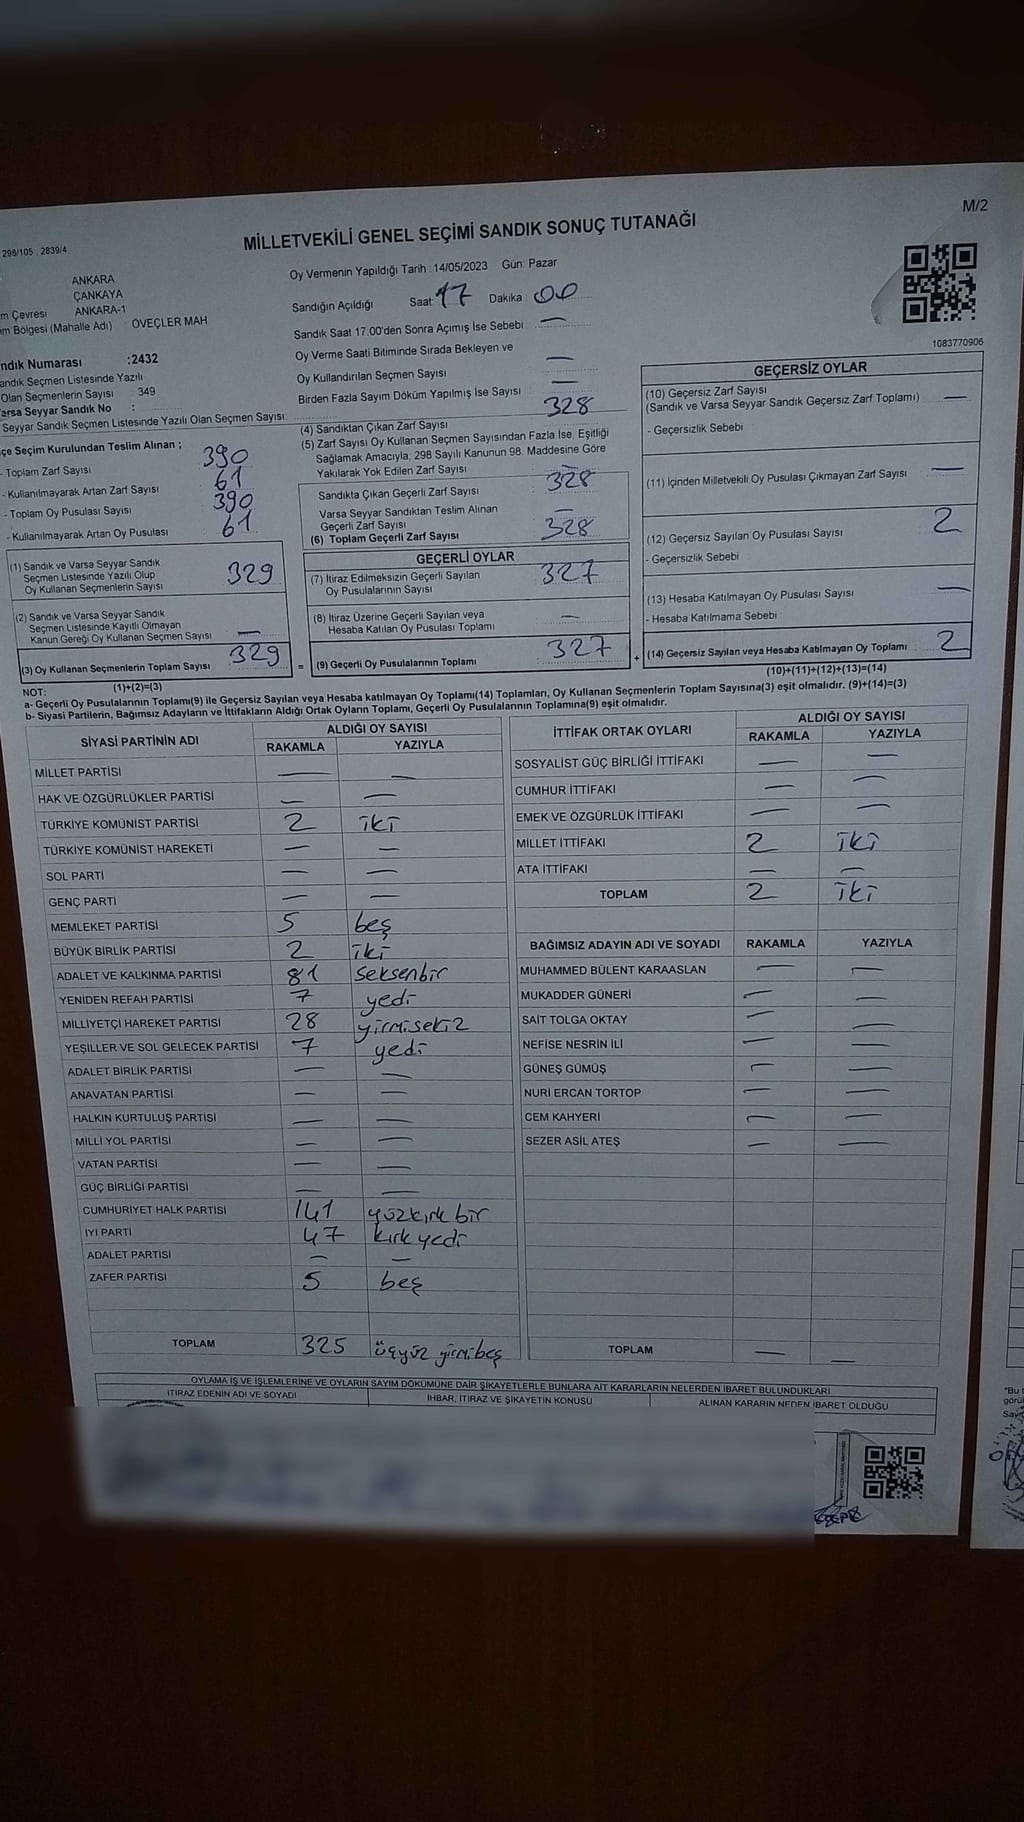 M/2
298/105 , 2839/4
MİLLETVEKİLİ GENEL SEÇİMİ SANDIK SONUÇ TUTANAĞI
ANKARA
ÇANKAYA
m Çevresi ANKARA-1
m Bölgesi (Mahalle Adı) : ÖVEÇLER MAH
ndık Numarası :2432
andık Seçmen Listesinde Yazılı
Olan Seçmenlerin Sayısı : 349
arsa Seyyar Sandık No :
Seyyar Sandık Seçmen Listesinde Yazılı Olan Seçmen Sayısı:
Oy Vermenin Yapıldığı Tarih : 14/05/2023 Gün: Pazar
Sandığın Açıldığı Saat: 17 Dakika : 00
Sandık Saat 17:00'den Sonra Açımış İse Sebebi : —
Oy Verme Saati Bitiminde Sırada Bekleyen ve
Oy Kullandırılan Seçmen Sayısı —
Birden Fazla Sayım Döküm Yapılmış İse Sayısı —
(4) Sandıktan Çıkan Zarf Sayısı 328
(5) Zarf Sayısı Oy Kullanan Seçmen Sayısından Fazla İse, Eşitliği
Sağlamak Amacıyla; 298 Sayılı Kanunun 98. Maddesine Göre
Yakılarak Yok Edilen Zarf Sayısı —
çe Seçim Kurulundan Teslim Alınan ;
- Toplam Zarf Sayısı 390
- Kullanılmayarak Artan Zarf Sayısı 61
- Toplam Oy Pusulası Sayısı 390
- Kullanılmayarak Artan Oy Pusulası 61
Sandıkta Çıkan Geçerli Zarf Sayısı 328
Varsa Seyyar Sandıktan Teslim Alınan
Geçerli Zarf Sayısı —
(6) Toplam Geçerli Zarf Sayısı 328
(1) Sandık ve Varsa Seyyar Sandık
Seçmen Listesinde Yazılı Olup
Oy Kullanan Seçmenlerin Sayısı 329
(2) Sandık ve Varsa Seyyar Sandık
Seçmen Listesinde Kayıtlı Olmayan
Kanun Gereği Oy Kullanan Seçmen Sayısı : —
(3) Oy Kullanan Seçmenlerin Toplam Sayısı 329
(1)+(2)=(3)
=
GEÇERLİ OYLAR
(7) İtiraz Edilmeksizin Geçerli Sayılan
Oy Pusulalarının Sayısı 327
(8) İtiraz Üzerine Geçerli Sayılan veya
Hesaba Katılan Oy Pusulası Toplamı —
(9) Geçerli Oy Pusulalarının Toplamı 327
+
1083770906
GEÇERSİZ OYLAR
(10) Geçersiz Zarf Sayısı
(Sandık ve Varsa Seyyar Sandık Geçersiz Zarf Toplamı) —
- Geçersizlik Sebebi :
(11) İçinden Milletvekili Oy Pusulası Çıkmayan Zarf Sayısı —
(12) Geçersiz Sayılan Oy Pusulası Sayısı 2
- Geçersizlik Sebebi :
(13) Hesaba Katılmayan Oy Pusulası Sayısı —
- Hesaba Katılmama Sebebi :
(14) Geçersiz Sayılan veya Hesaba Katılmayan Oy Toplamı 2
(10)+(11)+(12)+(13)=(14)
NOT:
a- Geçerli Oy Pusulalarının Toplamı(9) ile Geçersiz Sayılan veya Hesaba katılmayan Oy Toplamı(14) Toplamları, Oy Kullanan Seçmenlerin Toplam Sayısına(3) eşit olmalıdır. (9)+(14)=(3)
b- Siyasi Partilerin, Bağımsız Adayların ve İttifakların Aldığı Ortak Oyların Toplamı, Geçerli Oy Pusulalarının Toplamına(9) eşit olmalıdır.
SİYASİ PARTİNİN ADI ALDIĞI OY SAYISI
RAKAMLA YAZIYLA
MİLLET PARTİSİ — —
HAK VE ÖZGÜRLÜKLER PARTİSİ — —
TÜRKİYE KOMÜNİST PARTİSİ 2 iki
TÜRKİYE KOMÜNİST HAREKETİ — —
SOL PARTİ — —
GENÇ PARTİ — —
MEMLEKET PARTİSİ 5 beş
BÜYÜK BİRLİK PARTİSİ 2 iki
ADALET VE KALKINMA PARTİSİ 81 seksenbir
YENİDEN REFAH PARTİSİ 7 yedi
MİLLİYETÇİ HAREKET PARTİSİ 28 yirmisekiz
YEŞİLLER VE SOL GELECEK PARTİSİ 7 yedi
ADALET BİRLİK PARTİSİ — —
ANAVATAN PARTİSİ — —
HALKIN KURTULUŞ PARTİSİ — —
MİLLİ YOL PARTİSİ — —
VATAN PARTİSİ — —
GÜÇ BİRLİĞİ PARTİSİ — —
CUMHURİYET HALK PARTİSİ 141 yüzkırk bir
İYİ PARTİ 47 kırk yedi
ADALET PARTİSİ — —
ZAFER PARTİSİ 5 beş
TOPLAM 325 üçyüz yirmibeş
İTTİFAK ORTAK OYLARI ALDIĞI OY SAYISI
RAKAMLA YAZIYLA
SOSYALİST GÜÇ BİRLİĞİ İTTİFAKI — —
CUMHUR İTTİFAKI — —
EMEK VE ÖZGÜRLÜK İTTİFAKI — —
MİLLET İTTİFAKI 2 iki
ATA İTTİFAKI — —
TOPLAM 2 iki
BAĞIMSIZ ADAYIN ADI VE SOYADI RAKAMLA YAZIYLA
MUHAMMED BÜLENT KARAASLAN — —
MUKADDER GÜNERİ — —
SAİT TOLGA OKTAY — —
NEFİSE NESRİN İLİ — —
GÜNEŞ GÜMÜŞ — —
NURİ ERCAN TORTOP — —
CEM KAHYERİ — —
SEZER ASİL ATEŞ — —
TOPLAM — —
OYLAMA İŞ VE İŞLEMLERİNE VE OYLARIN SAYIM DÖKÜMÜNE DAİR ŞİKAYETLERLE BUNLARA AİT KARARLARIN NELERDEN İBARET BULUNDUKLARI
İTİRAZ EDENİN ADI VE SOYADI İHBAR, İTİRAZ VE ŞİKAYETİN KONUSU ALINAN KARARIN NEDEN İBARET OLDUĞU